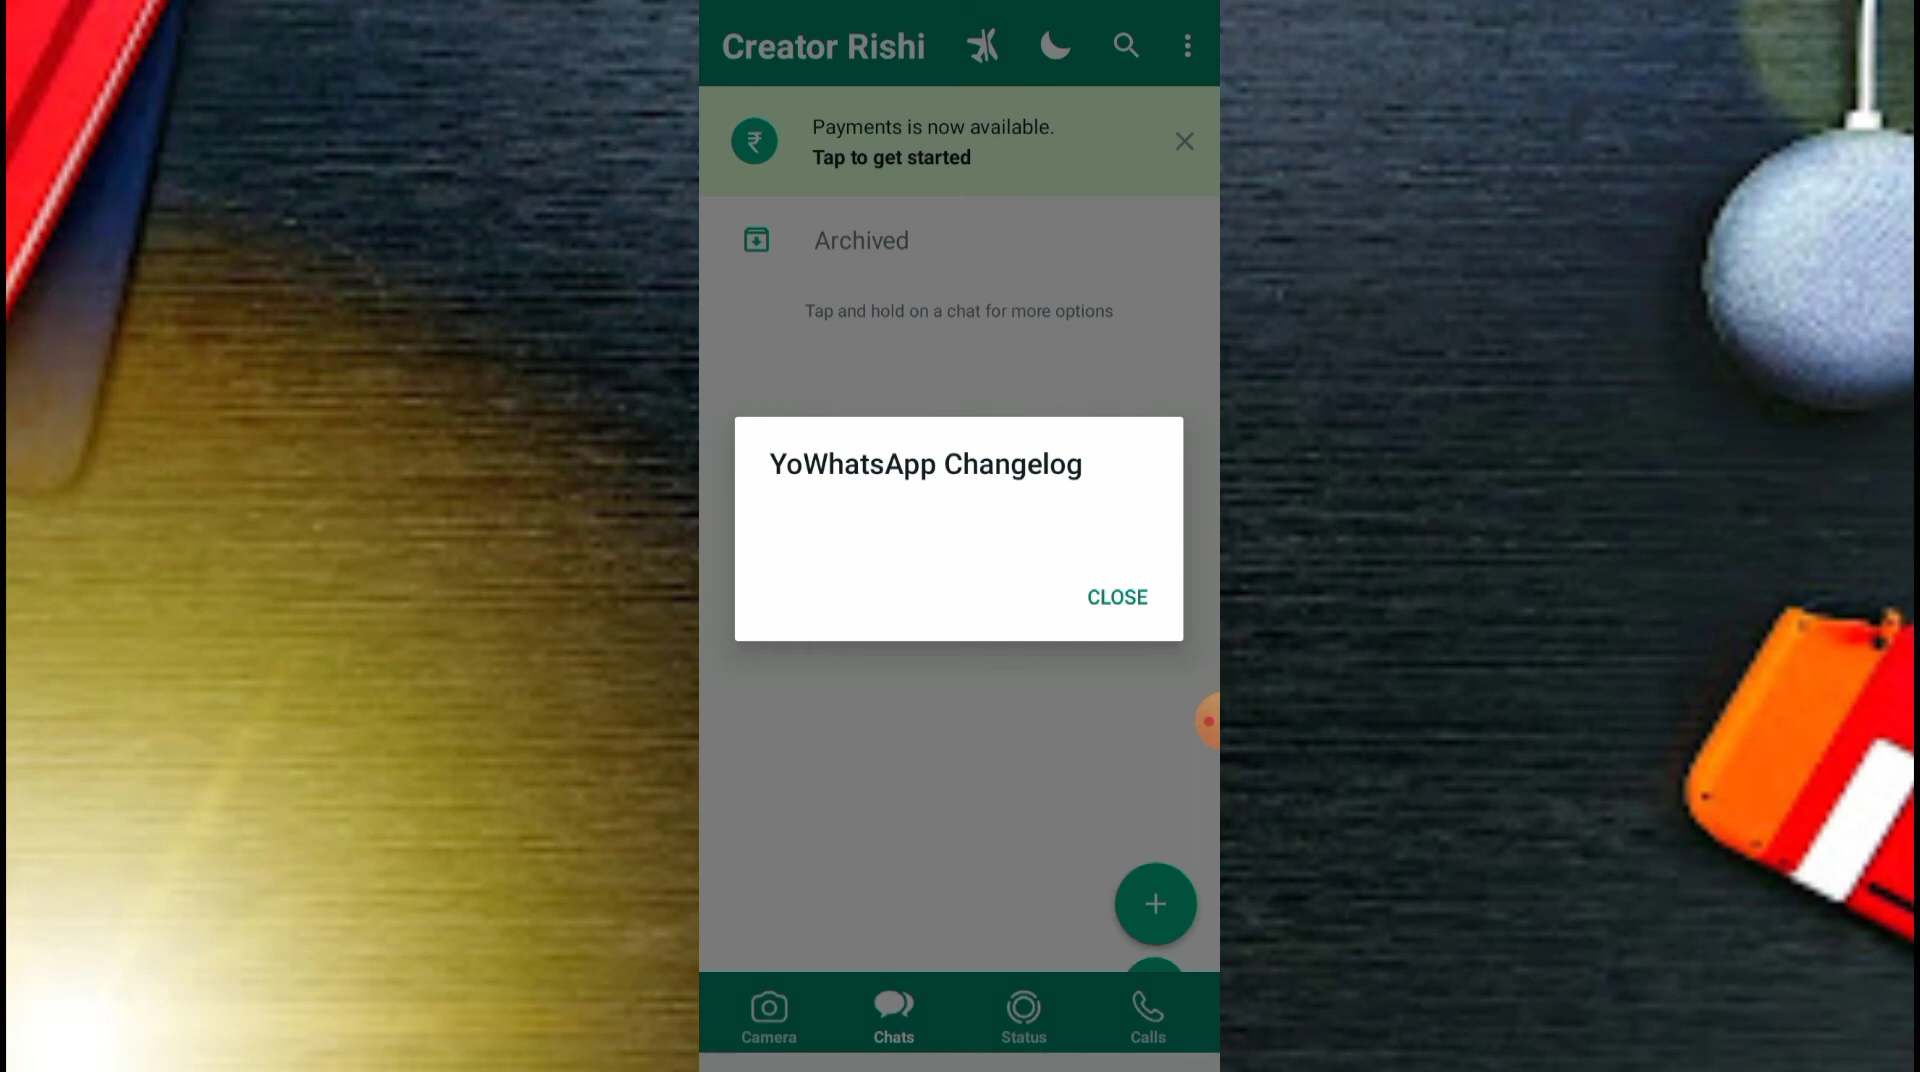 Creator Rishi
₹
Payments is now available.
Tap to get started
Archived
Tap and hold on a chat for more options
YoWhatsApp Changelog
CLOSE
Camera
Chats
Status
Calls